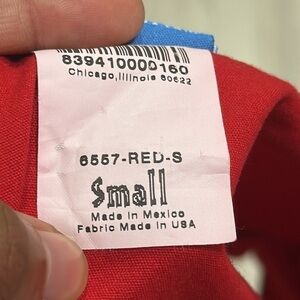 839410000160
Chicago,Illinois 60622
6557-RED-S
Small
Made in Mexico
Fabric Made in USA